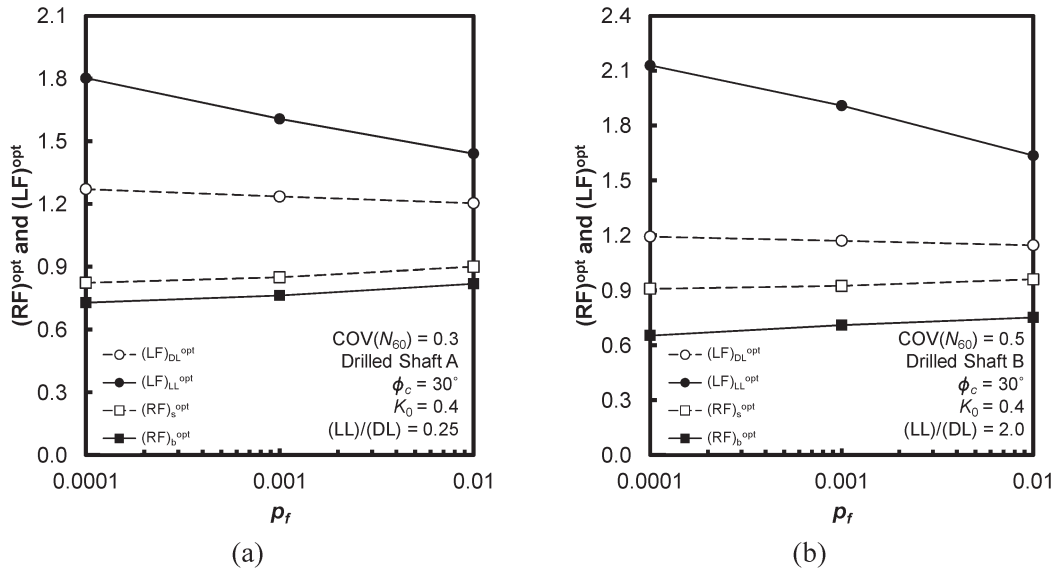 (RF)opt and (LF)opt
2.1
1.8
1.5
1.2
0.9
0.6
0.3
0.0
(LF)DLopt
(LF)LLopt
(RF)sopt
(RF)bopt
COV(N60) = 0.3
Drilled Shaft A
ϕc = 30°
K0 = 0.4
(LL)/(DL) = 0.25
0.0001 0.001 0.01
pf
(a)
(RF)opt and (LF)opt
2.4
2.1
1.8
1.5
1.2
0.9
0.6
0.3
0.0
(LF)DLopt
(LF)LLopt
(RF)sopt
(RF)bopt
COV(N60) = 0.5
Drilled Shaft B
ϕc = 30°
K0 = 0.4
(LL)/(DL) = 2.0
0.0001 0.001 0.01
pf
(b)